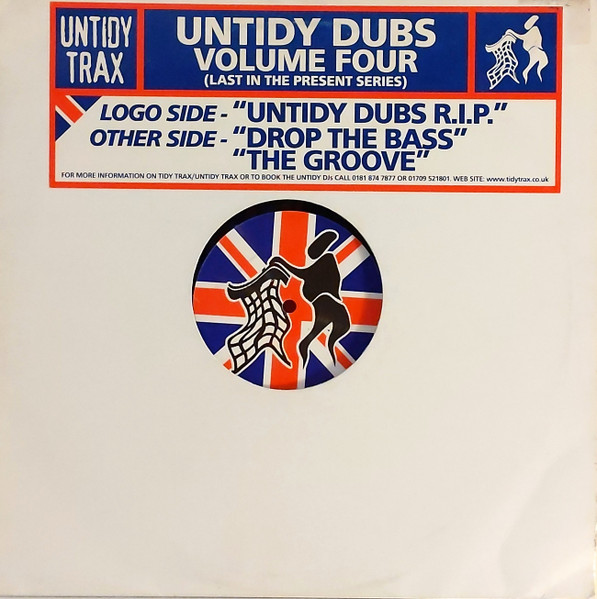 UNTIDY
TRAX
UNTIDY DUBS
VOLUME FOUR
(LAST IN THE PRESENT SERIES)
LOGO SIDE - "UNTIDY DUBS R.I.P."
OTHER SIDE - "DROP THE BASS"
"THE GROOVE"
FOR MORE INFORMATION ON TIDY TRAX/UNTIDY TRAX OR TO BOOK THE UNTIDY DJs CALL 0181 874 7877 OR 01709 521801. WEB SITE: www.tidytrax.co.uk